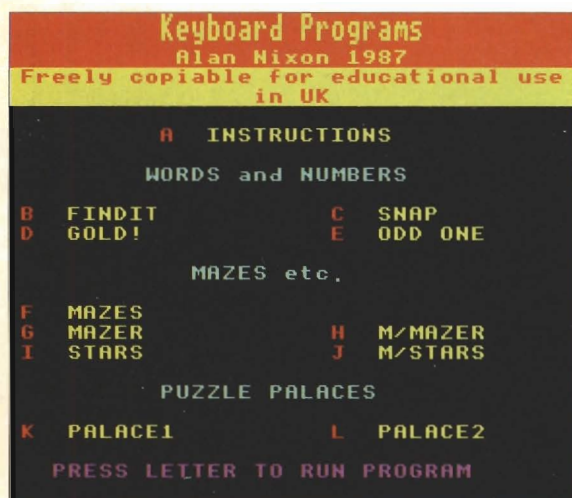 Keyboard Programs
Alan Nixon 1987
Freely copiable for educational use
in UK
A INSTRUCTIONS
WORDS and NUMBERS
B FINDIT C SNAP
D GOLD! E ODD ONE
MAZES etc.
F MAZES
G MAZER H M/MAZER
I STARS J M/STARS
PUZZLE PALACES
K PALACE1 L PALACE2
PRESS LETTER TO RUN PROGRAM